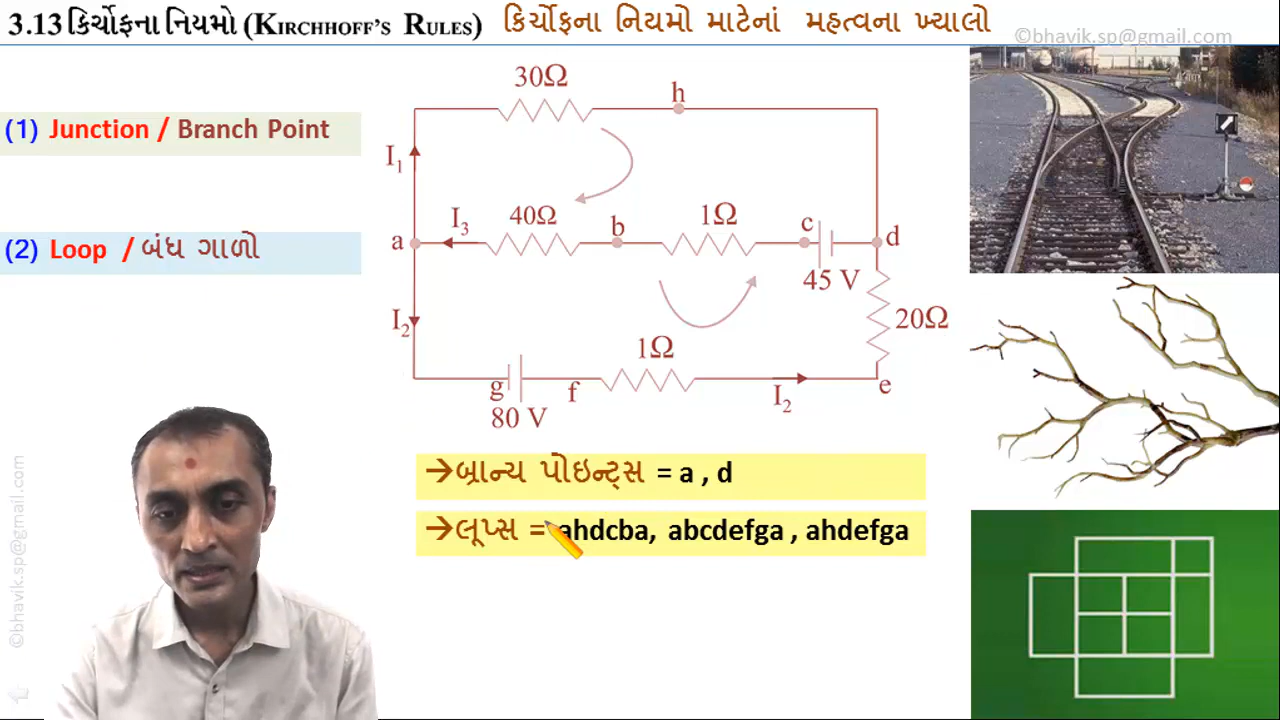 3.13 કિર્ચોફના નિયમો (KIRCHHOFF'S RULES) કિર્ચોફના નિયમો માટેનાં મહત્વના ખ્યાલો
©bhavik.sp@gmail.com
(1) Junction / Branch Point
(2) Loop / બંધ ગાળો
30Ω
h
I₁
a
I₃
40Ω
b
1Ω
c
d
45 V
20Ω
I₂
1Ω
g
f
80 V
I₂
e
→બ્રાન્ચ પોઇન્ટ્સ = a , d
→લૂપ્સ = ahdcba, abcdefga , ahdefga
©bhavik.sp@gmail.com